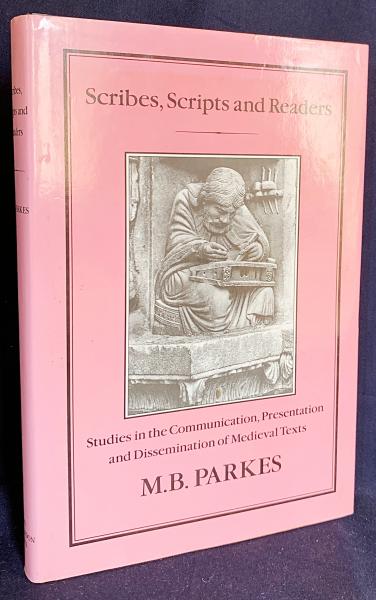 Scribes, Scripts and Readers
Studies in the Communication, Presentation
and Dissemination of Medieval Texts
M.B. PARKES